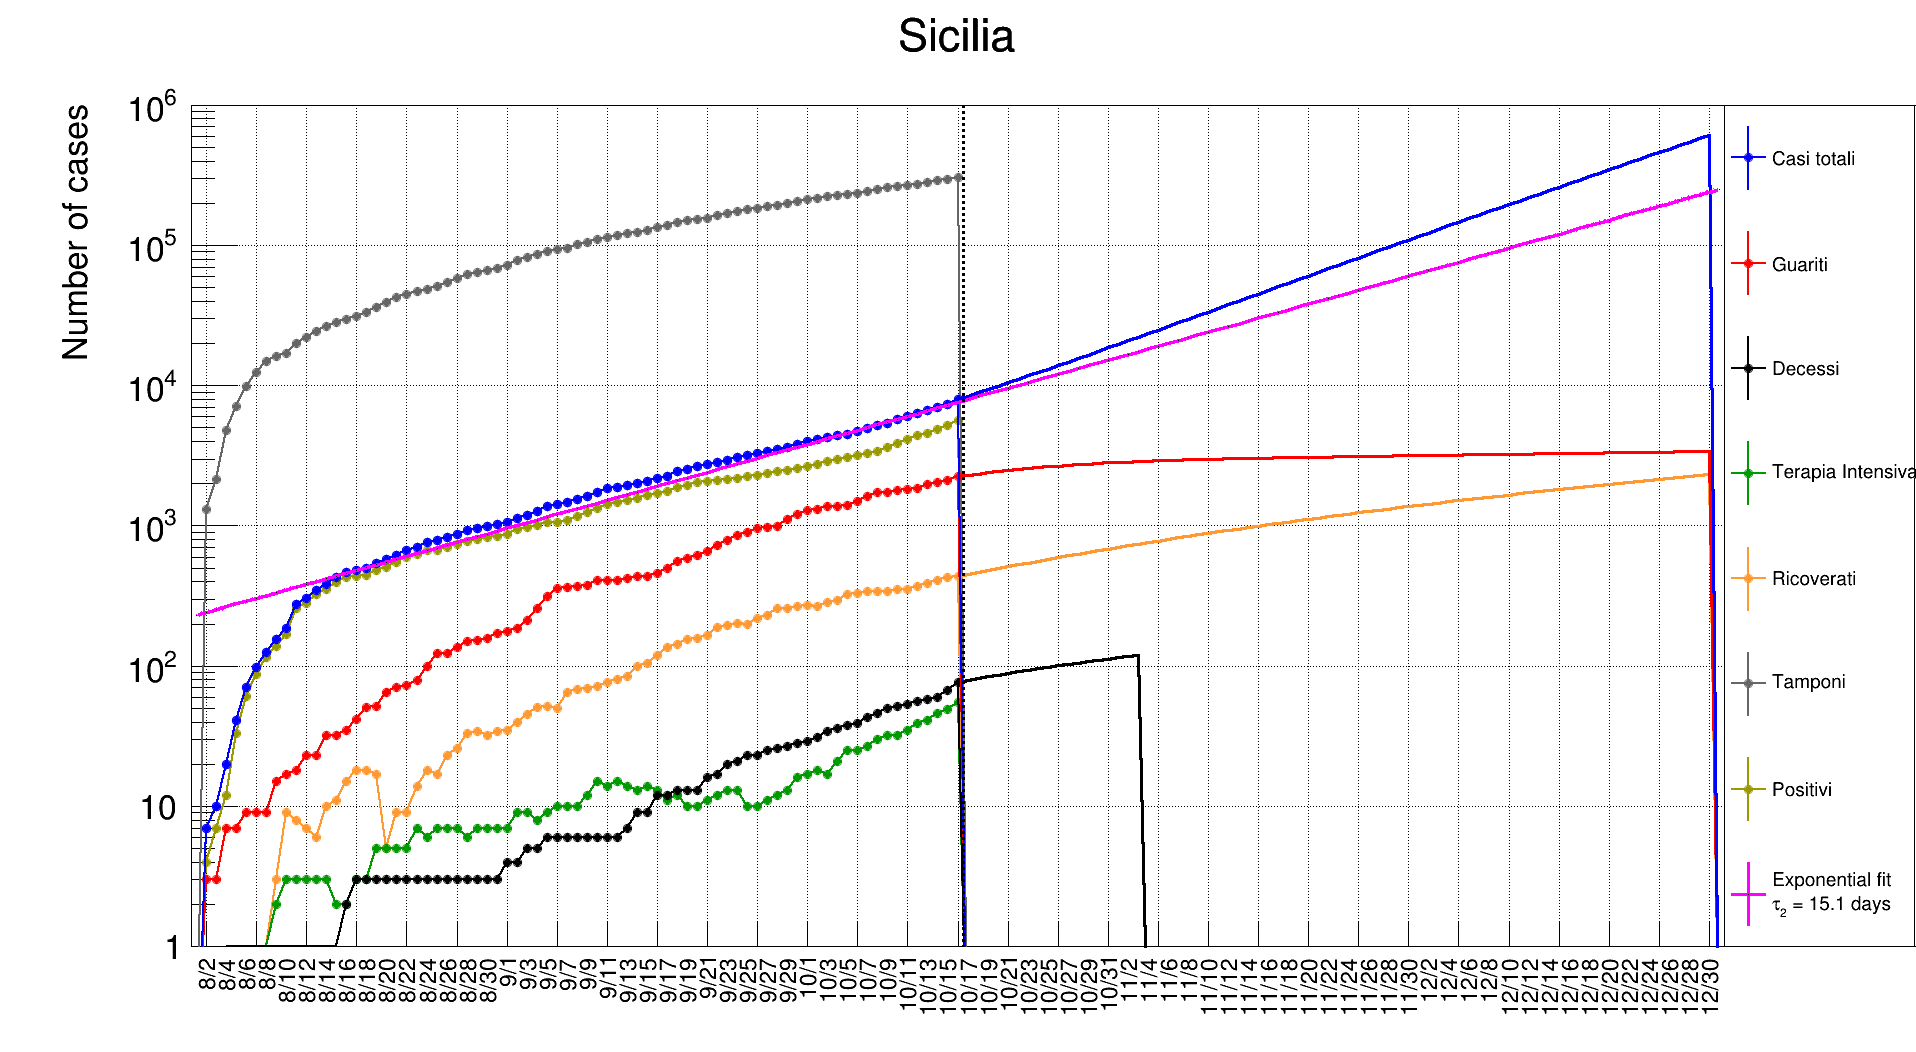 Sicilia
Number of cases
10^6
10^5
10^4
10^3
10^2
10
1
8/2 8/4 8/6 8/8 8/10 8/12 8/14 8/16 8/18 8/20 8/22 8/24 8/26 8/28 8/30 9/1 9/3 9/5 9/7 9/9 9/11 9/13 9/15 9/17 9/19 9/21 9/23 9/25 9/27 9/29 10/1 10/3 10/5 10/7 10/9 10/11 10/13 10/15 10/17 10/19 10/21 10/23 10/25 10/27 10/29 10/31 11/2 11/4 11/6 11/8 11/10 11/12 11/14 11/16 11/18 11/20 11/22 11/24 11/26 11/28 11/30 12/2 12/4 12/6 12/8 12/10 12/12 12/14 12/16 12/18 12/20 12/22 12/24 12/26 12/28 12/30
Casi totali
Guariti
Decessi
Terapia Intensiva
Ricoverati
Tamponi
Positivi
Exponential fit
τ₂ = 15.1 days